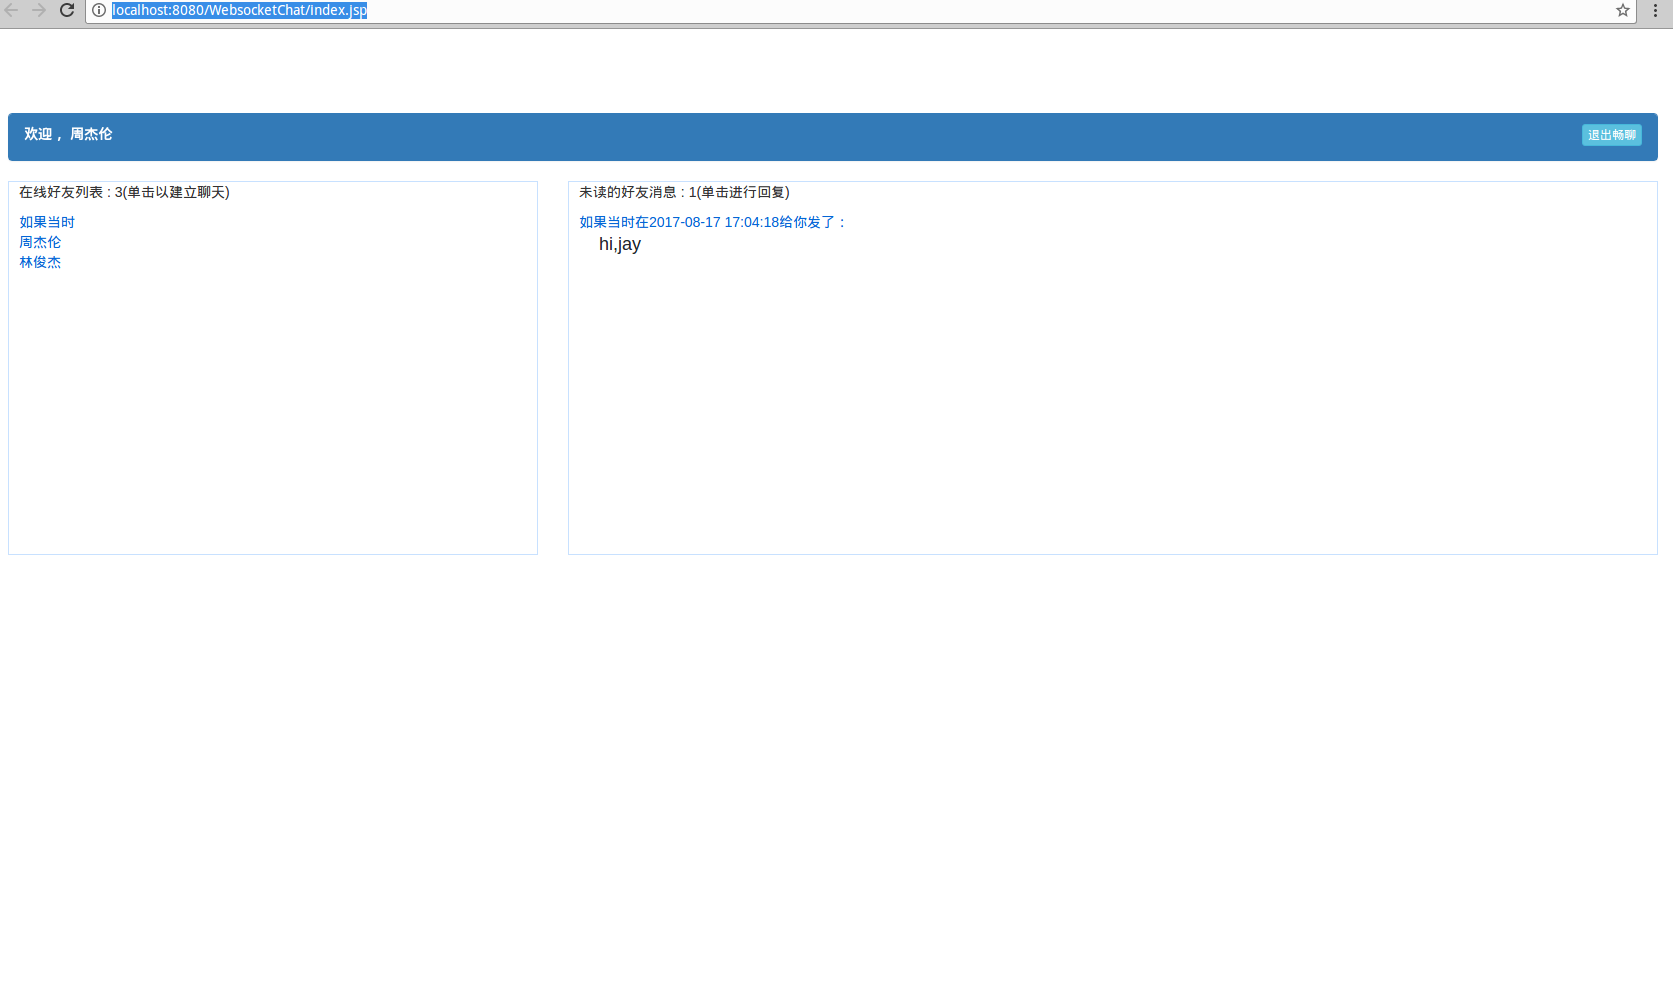 localhost:8080/WebsocketChat/index.jsp
欢迎 ， 周杰伦
退出畅聊
在线好友列表 : 3(单击以建立聊天)
如果当时
周杰伦
林俊杰
未读的好友消息 : 1(单击进行回复)
如果当时在2017-08-17 17:04:18给你发了：
hi,jay